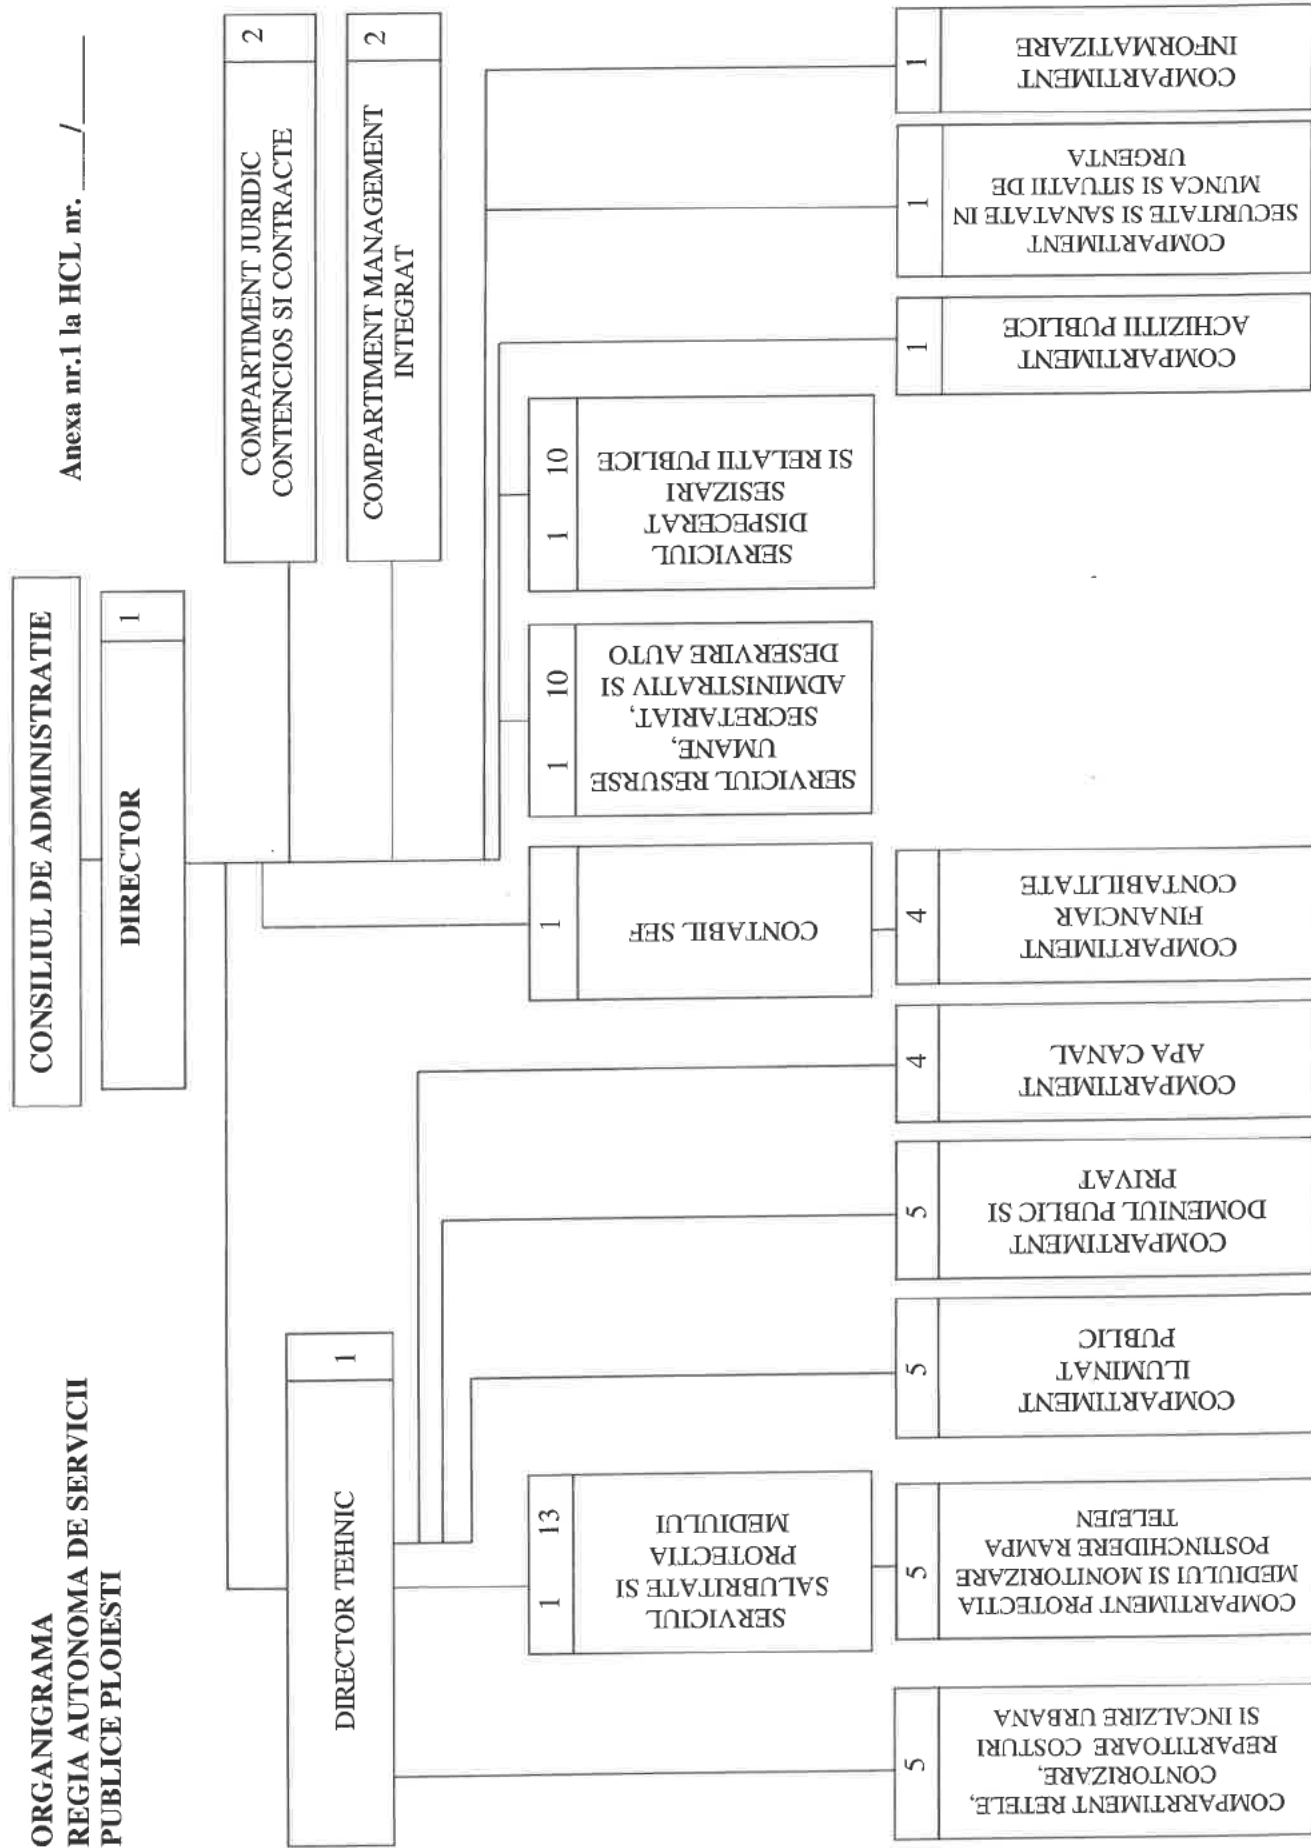 ORGANIGRAMA
REGIA AUTONOMA DE SERVICII
PUBLICE PLOIESTI
Anexa nr.1 la HCL nr. ____/______
CONSILIUL DE ADMINISTRATIE
DIRECTOR
1
COMPARTIMENT JURIDIC
CONTENCIOS SI CONTRACTE
2
COMPARTIMENT MANAGEMENT
INTEGRAT
2
DIRECTOR TEHNIC
1
1 13
SERVICIUL
SALUBRITATE SI
PROTECTIA
MEDIULUI
1
CONTABIL SEF
1 10
SERVICIUL RESURSE
UMANE,
SECRETARIAT,
ADMINISTRATIV SI
DESERVIRE AUTO
1 10
SERVICIUL
DISPECERAT
SESIZARI
SI RELATII PUBLICE
5
COMPARRTIMENT RETELE,
CONTORIZARE,
REPARTITOARE COSTURI
SI INCALZIRE URBANA
5
COMPARTIMENT PROTECTIA
MEDIULUI SI MONITORIZARE
POSTINCHIDERE RAMPA
TELEJEN
5
COMPARTIMENT
ILUMINAT
PUBLIC
5
COMPARTIMENT
DOMENIUL PUBLIC SI
PRIVAT
4
COMPARTIMENT
APA CANAL
4
COMPARTIMENT
FINANCIAR
CONTABILITATE
1
COMPARTIMENT
ACHIZITII PUBLICE
1
COMPARTIMENT
SECURITATE SI SANATATE IN
MUNCA SI SITUATII DE
URGENTA
1
COMPARTIMENT
INFORMATIZARE